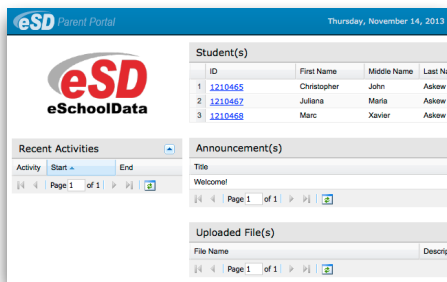 eSD Parent Portal
Thursday, November 14, 2013
eSD
eSchoolData
Student(s)
ID First Name Middle Name Last Na
1 1210465 Christopher John Askew
2 1210467 Juliana Maria Askew
3 1210468 Marc Xavier Askew
Recent Activities
Activity Start End
Page 1 of 1
Announcement(s)
Title
Welcome!
Page 1 of 1
Uploaded File(s)
File Name Descrip
Page 1 of 1